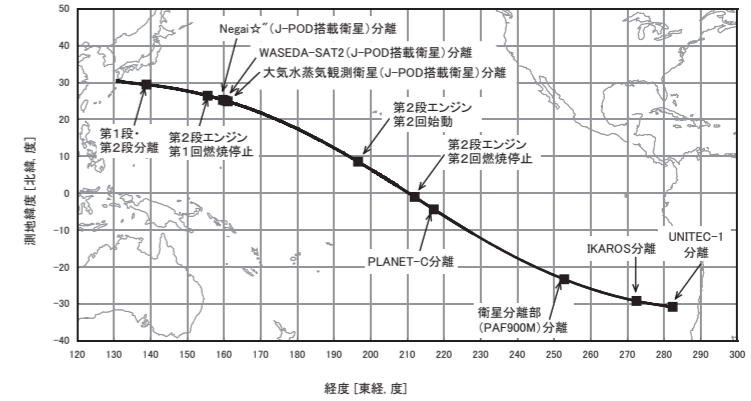 50
40
30
20
10
0
-10
-20
-30
-40
測地緯度 [北緯, 度]
Negai☆″(J-POD搭載衛星)分離
WASEDA-SAT2(J-POD搭載衛星)分離
大気水蒸気観測衛星(J-POD搭載衛星)分離
第1段・
第2段分離
第2段エンジン
第1回燃焼停止
第2段エンジン
第2回始動
第2段エンジン
第2回燃焼停止
PLANET-C分離
衛星分離部
(PAF900M)分離
IKAROS分離
UNITEC-1
分離
120 130 140 150 160 170 180 190 200 210 220 230 240 250 260 270 280 290 300
経度 [東経, 度]